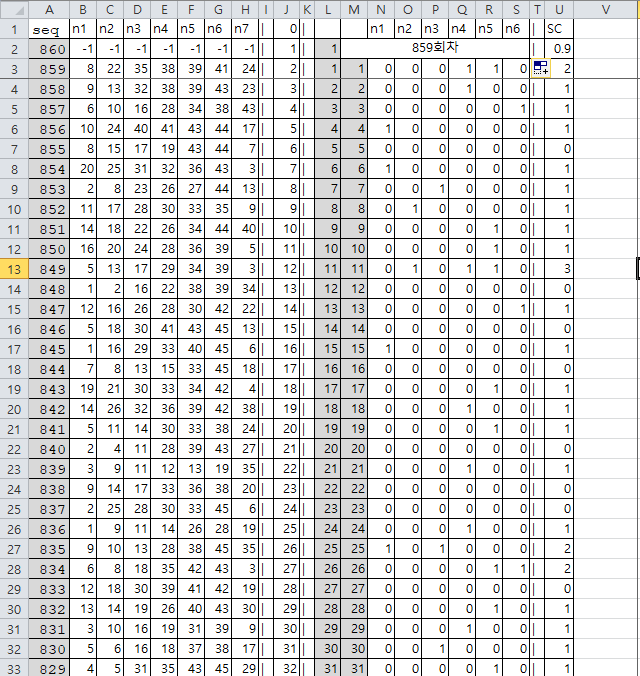 A B C D E F G H I J K L M N O P Q R S T U V
1 seq n1 n2 n3 n4 n5 n6 n7 | 0 | n1 n2 n3 n4 n5 n6 | SC
2 860 -1 -1 -1 -1 -1 -1 -1 | 1 | 1 859회차 | 0.9
3 859 8 22 35 38 39 41 24 | 2 | 1 1 0 0 0 1 1 0 2
4 858 9 13 32 38 39 43 23 | 3 | 2 2 0 0 0 1 0 0 | 1
5 857 6 10 16 28 34 38 43 | 4 | 3 3 0 0 0 0 0 1 | 1
6 856 10 24 40 41 43 44 17 | 5 | 4 4 1 0 0 0 0 0 | 1
7 855 8 15 17 19 43 44 7 | 6 | 5 5 0 0 0 0 0 0 | 0
8 854 20 25 31 32 36 43 3 | 7 | 6 6 1 0 0 0 0 0 | 1
9 853 2 8 23 26 27 44 13 | 8 | 7 7 0 0 1 0 0 0 | 1
10 852 11 17 28 30 33 35 9 | 9 | 8 8 0 1 0 0 0 0 | 1
11 851 14 18 22 26 34 44 40 | 10 | 9 9 0 0 0 0 1 0 | 1
12 850 16 20 24 28 36 39 5 | 11 | 10 10 0 0 0 0 1 0 | 1
13 849 5 13 17 29 34 39 3 | 12 | 11 11 0 1 0 1 1 0 | 3
14 848 1 2 16 22 38 39 34 | 13 | 12 12 0 0 0 0 0 0 | 0
15 847 12 16 26 28 30 42 22 | 14 | 13 13 0 0 0 0 0 1 | 1
16 846 5 18 30 41 43 45 13 | 15 | 14 14 0 0 0 0 0 0 | 0
17 845 1 16 29 33 40 45 6 | 16 | 15 15 1 0 0 0 0 0 | 1
18 844 7 8 13 15 33 45 18 | 17 | 16 16 0 0 0 0 0 0 | 0
19 843 19 21 30 33 34 42 4 | 18 | 17 17 0 0 0 0 1 0 | 1
20 842 14 26 32 36 39 42 38 | 19 | 18 18 0 0 0 1 0 0 | 1
21 841 5 11 14 30 33 38 24 | 20 | 19 19 0 0 0 0 1 0 | 1
22 840 2 4 11 28 39 43 27 | 21 | 20 20 0 0 0 0 0 0 | 0
23 839 3 9 11 12 13 19 35 | 22 | 21 21 0 0 0 1 0 0 | 1
24 838 9 14 17 33 36 38 20 | 23 | 22 22 0 0 0 0 0 0 | 0
25 837 2 25 28 30 33 45 6 | 24 | 23 23 0 0 0 0 0 0 | 0
26 836 1 9 11 14 26 28 19 | 25 | 24 24 0 0 0 1 0 0 | 1
27 835 9 10 13 28 38 45 35 | 26 | 25 25 1 0 1 0 0 0 | 2
28 834 6 8 18 35 42 43 3 | 27 | 26 26 0 0 0 0 1 1 | 2
29 833 12 18 30 39 41 42 19 | 28 | 27 27 0 0 0 0 0 0 | 0
30 832 13 14 19 26 40 43 30 | 29 | 28 28 0 0 0 0 1 0 | 1
31 831 3 10 16 19 31 39 9 | 30 | 29 29 0 0 0 1 0 0 | 1
32 830 5 6 16 18 37 38 17 | 31 | 30 30 0 0 1 0 0 0 | 1
33 829 4 5 31 35 43 45 29 | 32 | 31 31 0 0 0 0 1 0 | 1